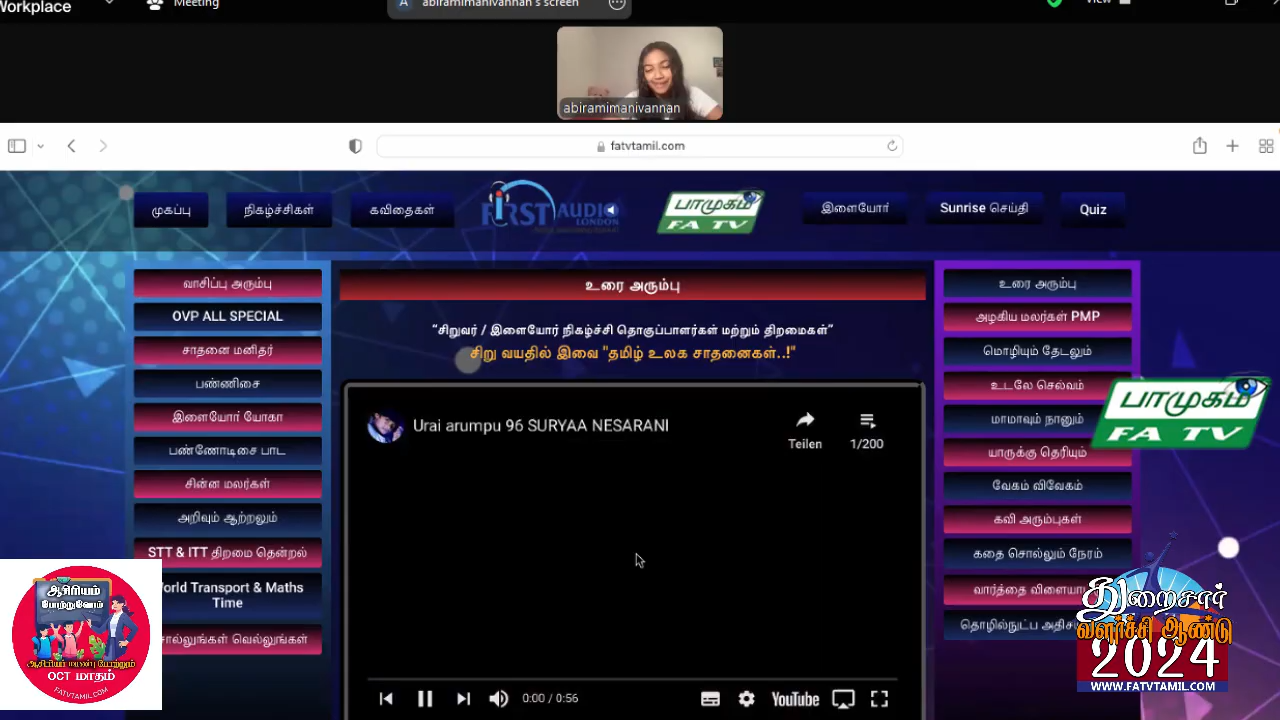 Workplace
Meeting
abiramimanivannan's screen
View
abiramimanivannan
fatvtamil.com
முகப்பு
நிகழ்ச்சிகள்
கவிதைகள்
FIRST AUDIO
LONDON
பாமுகம்
FA TV
இளையோர்
Sunrise செய்தி
Quiz
வாசிப்பு அரும்பு
OVP ALL SPECIAL
சாதனை மனிதர்
பண்ணிசை
இளையோர் யோகா
பண்ணோடிசை பாட
சின்ன மலர்கள்
அறிவும் ஆற்றலும்
STT & ITT திறமை தென்றல்
World Transport & Maths
Time
சொல்லுங்கள் வெல்லுங்கள்
உரை அரும்பு
“சிறுவர் / இளையோர் நிகழ்ச்சி தொகுப்பாளர்கள் மற்றும் திறமைகள்”
சிறு வயதில் இவை "தமிழ் உலக சாதனைகள்..!"
Urai arumpu 96 SURYAA NESARANI
Teilen
1/200
0:00 / 0:56
YouTube
உரை அரும்பு
அழகிய மலர்கள் PMP
மொழியும் தேடலும்
உடலே செல்வம்
மாமாவும் நானும்
யாருக்கு தெரியும்
வேகம் விவேகம்
கவி அரும்புகள்
கதை சொல்லும் நேரம்
வார்த்தை விளையா
தொழில்நுட்ப அதிச
பாமுகம்
FA TV
ஆசிரியம்
போற்றுவோம்
ஆசிரியர் மாண்பு போற்றும்
OCT மாதம்
FATVTAMIL.COM
துறைசார்
வளர்ச்சி ஆண்டு
2024
WWW.FATVTAMIL.COM